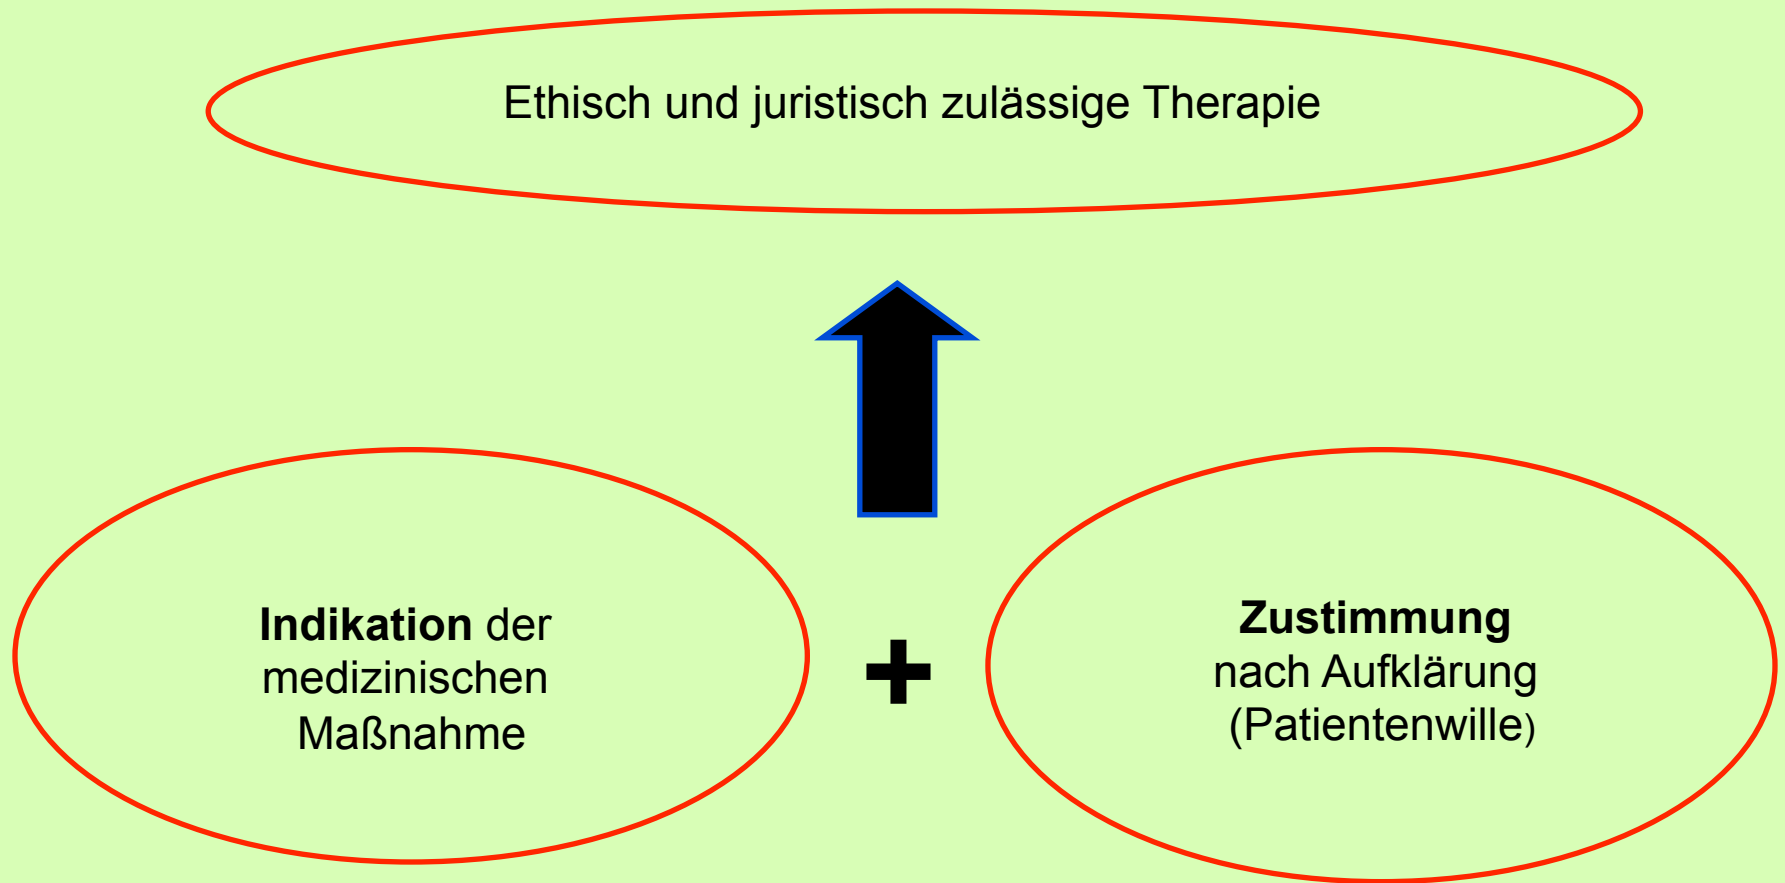 Ethisch und juristisch zulässige Therapie
Indikation der
medizinischen
Maßnahme
+
Zustimmung
nach Aufklärung
(Patientenwille)